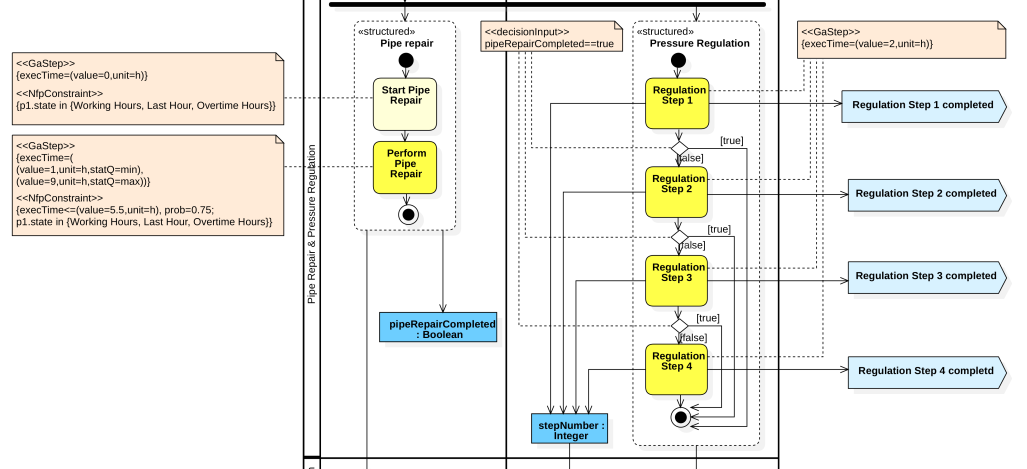 <<GaStep>>
{execTime=(value=0,unit=h)}
<<NfpConstraint>>
{p1.state in {Working Hours, Last Hour, Overtime Hours}}
<<GaStep>>
{execTime=(
(value=1,unit=h,statQ=min),
(value=9,unit=h,statQ=max))}
<<NfpConstraint>>
{execTime<=(value=5.5,unit=h), prob=0.75;
p1.state in {Working Hours, Last Hour, Overtime Hours}}
Pipe Repair & Pressure Regulation
«structured»
Pipe repair
Start Pipe
Repair
Perform
Pipe
Repair
pipeRepairCompleted
: Boolean
<<decisionInput>>
pipeRepairCompleted==true
«structured»
Pressure Regulation
Regulation
Step 1
[true]
[false]
Regulation
Step 2
[true]
[false]
Regulation
Step 3
[true]
[false]
Regulation
Step 4
stepNumber :
Integer
<<GaStep>>
{execTime=(value=2,unit=h)}
Regulation Step 1 completed
Regulation Step 2 completed
Regulation Step 3 completed
Regulation Step 4 completd